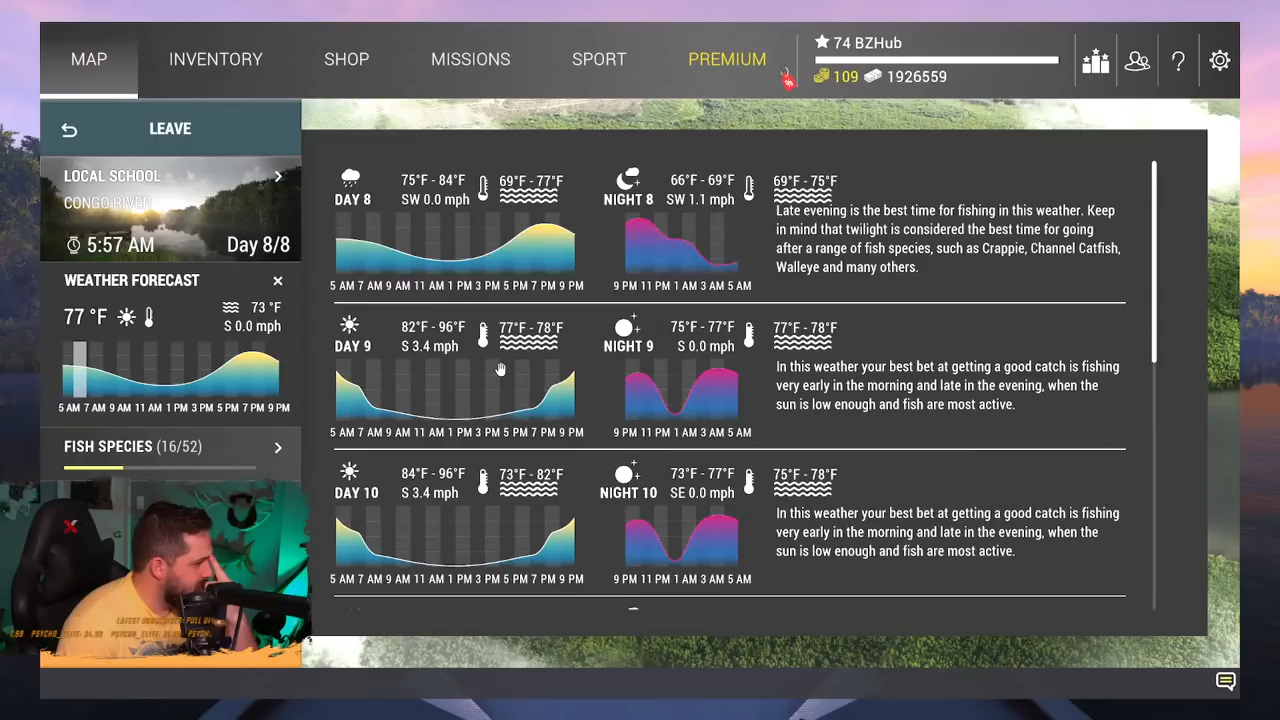 MAP
INVENTORY
SHOP
MISSIONS
SPORT
PREMIUM
74 BZHub
109 1926559
LEAVE
LOCAL SCHOOL
CONGO RIVER
5:57 AM Day 8/8
WEATHER FORECAST
77 °F
73 °F
S 0.0 mph
5 AM 7 AM 9 AM 11 AM 1 PM 3 PM 5 PM 7 PM 9 PM
FISH SPECIES (16/52)
DAY 8
75°F - 84°F
SW 0.0 mph
69°F - 77°F
5 AM 7 AM 9 AM 11 AM 1 PM 3 PM 5 PM 7 PM 9 PM
NIGHT 8
66°F - 69°F
SW 1.1 mph
69°F - 75°F
9 PM 11 PM 1 AM 3 AM 5 AM
Late evening is the best time for fishing in this weather. Keep
in mind that twilight is considered the best time for going
after a range of fish species, such as Crappie, Channel Catfish,
Walleye and many others.
DAY 9
82°F - 96°F
S 3.4 mph
77°F - 78°F
5 AM 7 AM 9 AM 11 AM 1 PM 3 PM 5 PM 7 PM 9 PM
NIGHT 9
75°F - 77°F
S 0.0 mph
77°F - 78°F
9 PM 11 PM 1 AM 3 AM 5 AM
In this weather your best bet at getting a good catch is fishing
very early in the morning and late in the evening, when the
sun is low enough and fish are most active.
DAY 10
84°F - 96°F
S 3.4 mph
73°F - 82°F
5 AM 7 AM 9 AM 11 AM 1 PM 3 PM 5 PM 7 PM 9 PM
NIGHT 10
73°F - 77°F
SE 0.0 mph
75°F - 78°F
9 PM 11 PM 1 AM 3 AM 5 AM
In this weather your best bet at getting a good catch is fishing
very early in the morning and late in the evening, when the
sun is low enough and fish are most active.